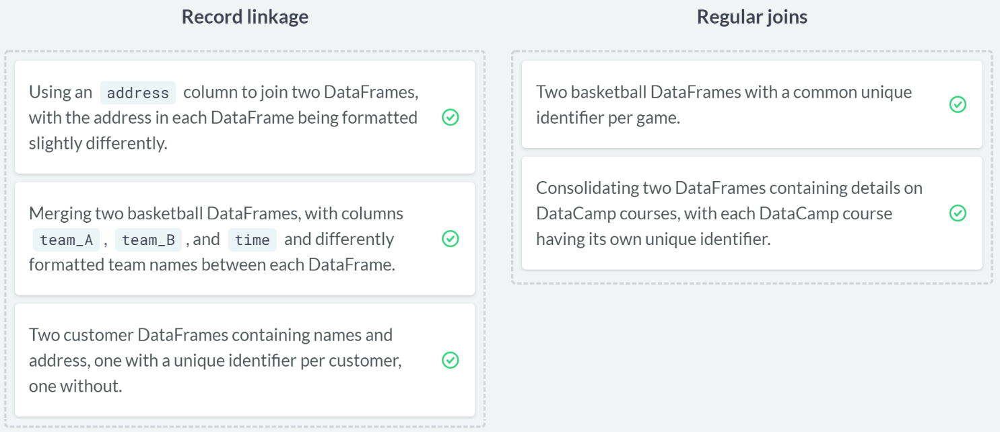 Record linkage
Using an address column to join two DataFrames,
with the address in each DataFrame being formatted
slightly differently.
Merging two basketball DataFrames, with columns
team_A , team_B , and time and differently
formatted team names between each DataFrame.
Two customer DataFrames containing names and
address, one with a unique identifier per customer,
one without.
Regular joins
Two basketball DataFrames with a common unique
identifier per game.
Consolidating two DataFrames containing details on
DataCamp courses, with each DataCamp course
having its own unique identifier.